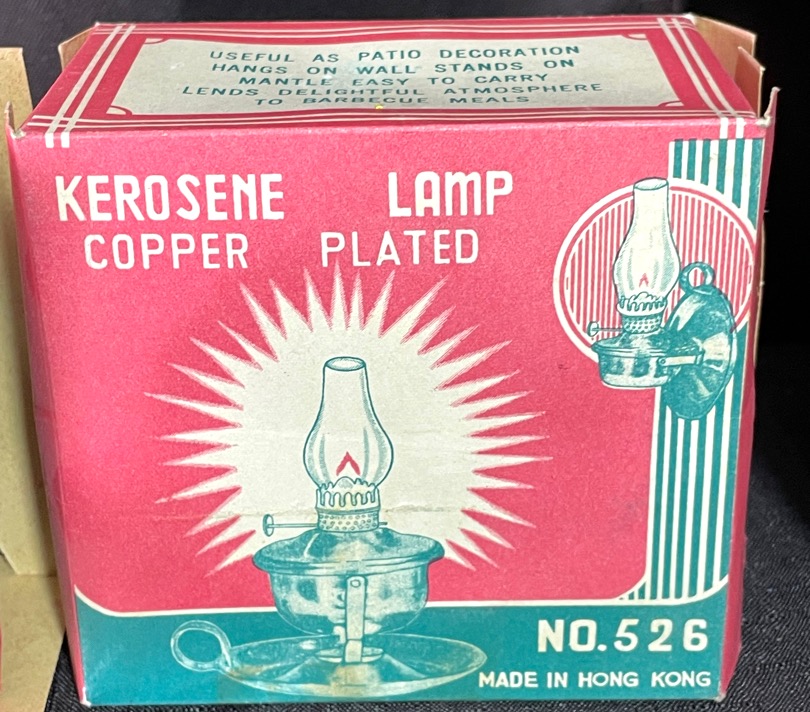 USEFUL AS PATIO DECORATION
HANGS ON WALL STANDS ON
MANTLE EASY TO CARRY
LENDS DELIGHTFUL ATMOSPHERE
TO BARBECUE MEALS
KEROSENE LAMP
COPPER PLATED
NO.526
MADE IN HONG KONG